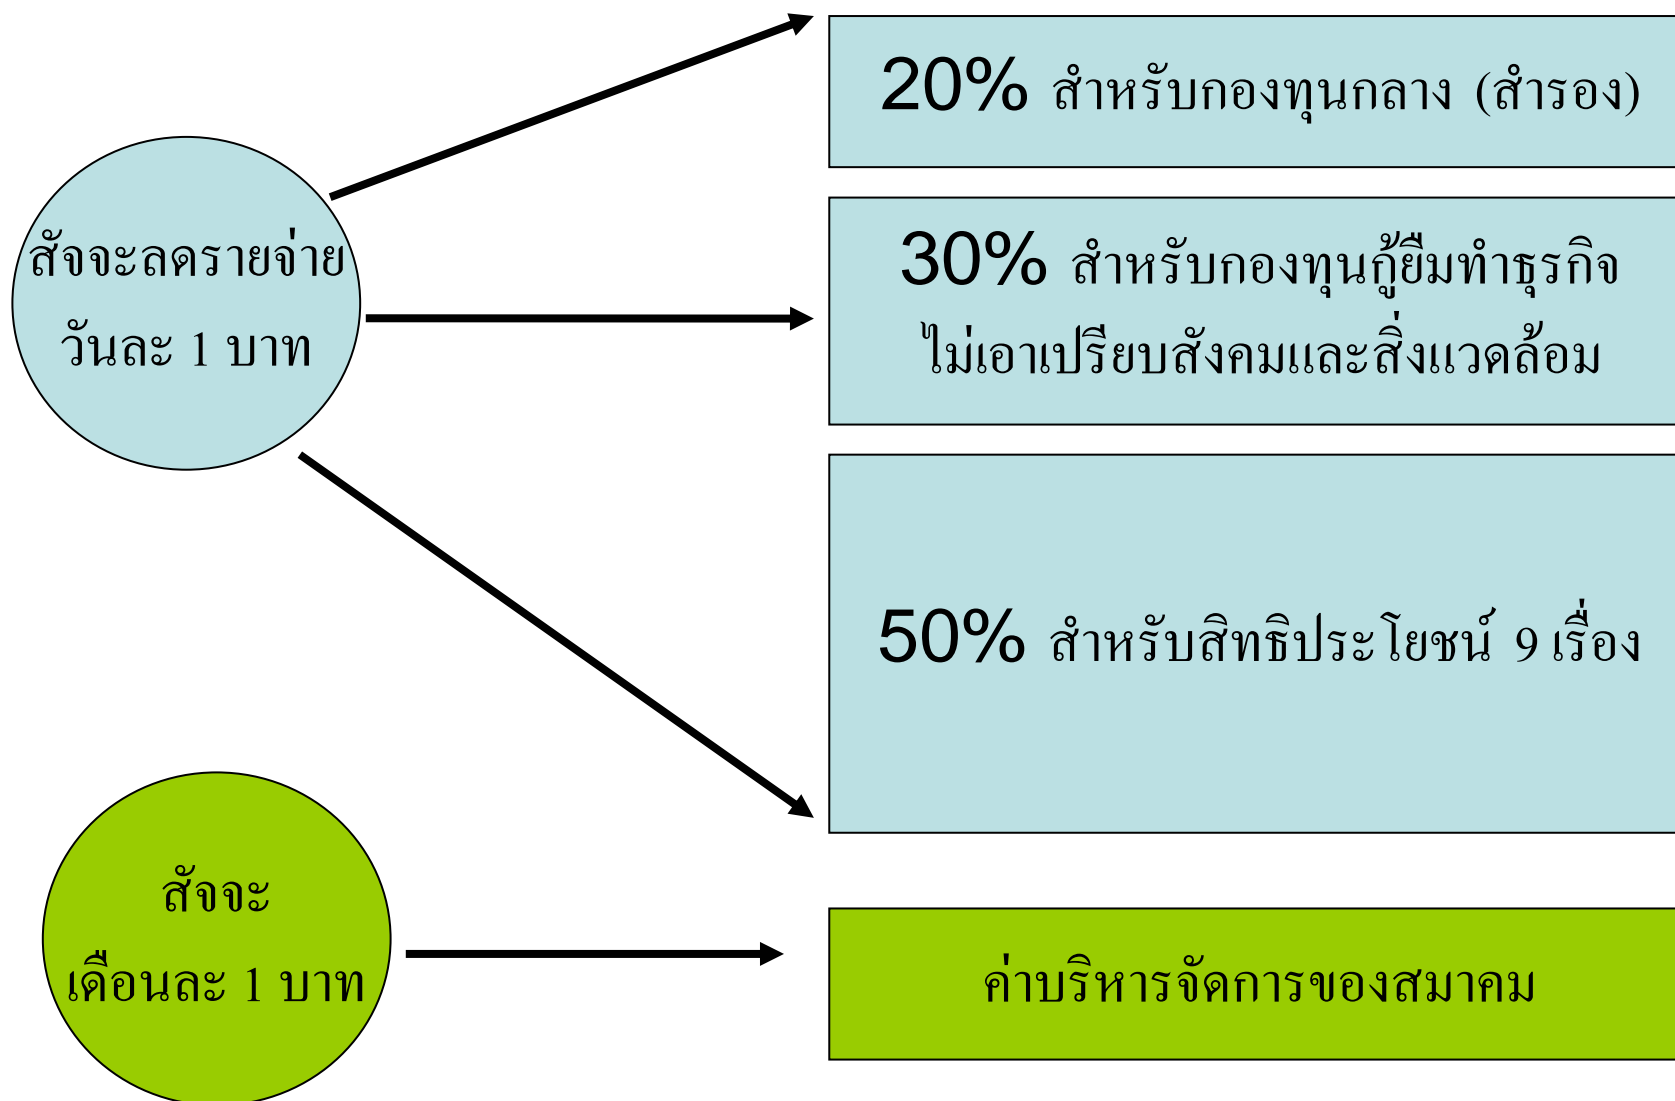 20% สำหรับกองทุนกลาง (สำรอง)
สัจจะลดรายจ่าย
วันละ 1 บาท
30% สำหรับกองทุนกู้ยืมทำธุรกิจ
ไม่เอาเปรียบสังคมและสิ่งแวดล้อม
50% สำหรับสิทธิประโยชน์ 9 เรื่อง
สัจจะ
เดือนละ 1 บาท
ค่าบริหารจัดการของสมาคม